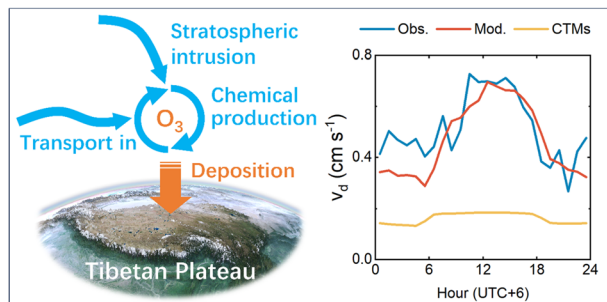 Stratospheric
intrusion
O3
Chemical
production
Transport in
Deposition
Tibetan Plateau
Obs. Mod. CTMs
0.8
0.4
0.0
Vd (cm s-1)
0 6 12 18 24
Hour (UTC+6)